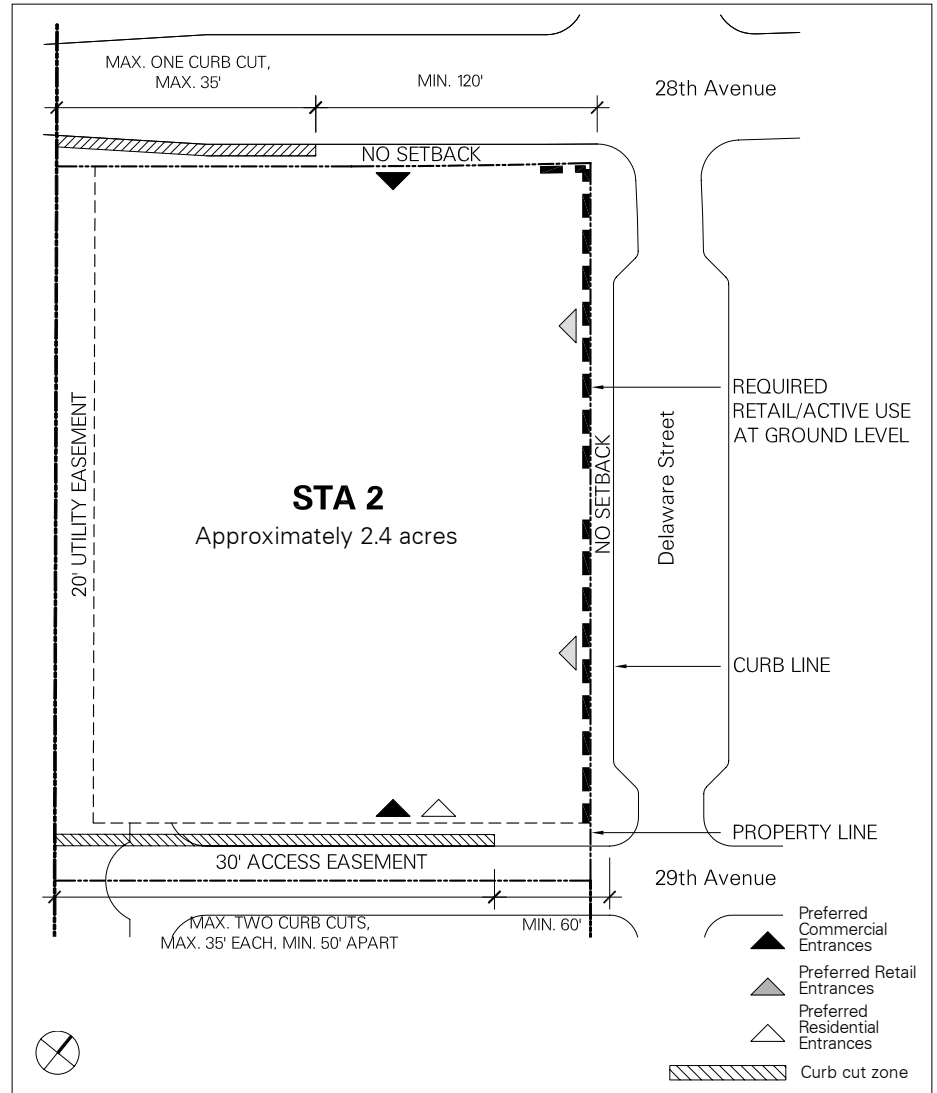 MAX. ONE CURB CUT,
MAX. 35'
MIN. 120'
28th Avenue
NO SETBACK
20' UTILITY EASEMENT
STA 2
Approximately 2.4 acres
NO SETBACK
Delaware Street
REQUIRED
RETAIL/ACTIVE USE
AT GROUND LEVEL
CURB LINE
PROPERTY LINE
30' ACCESS EASEMENT
29th Avenue
MAX. TWO CURB CUTS,
MAX. 35' EACH, MIN. 50' APART
MIN. 60'
Preferred
Commercial
Entrances
Preferred Retail
Entrances
Preferred
Residential
Entrances
Curb cut zone